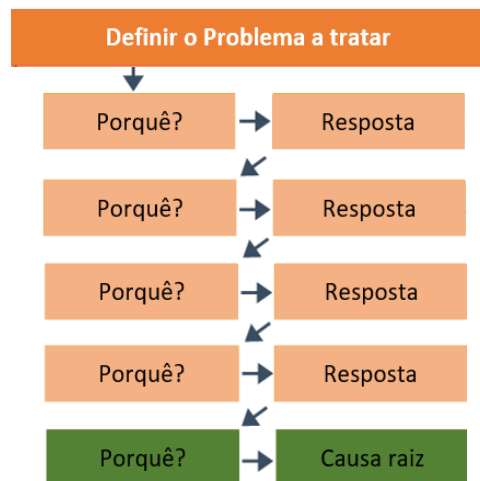 Definir o Problema a tratar
Porquê? Resposta
Porquê? Resposta
Porquê? Resposta
Porquê? Resposta
Porquê? Causa raiz